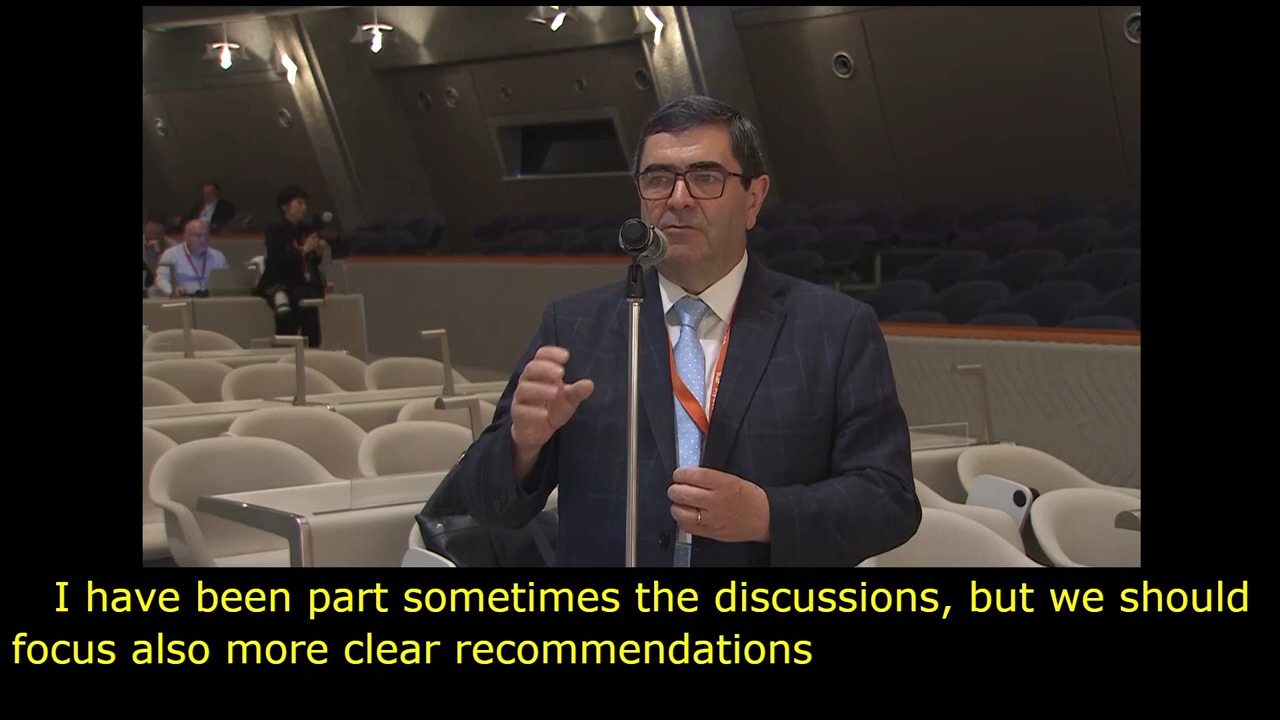 I have been part sometimes the discussions, but we should
focus also more clear recommendations